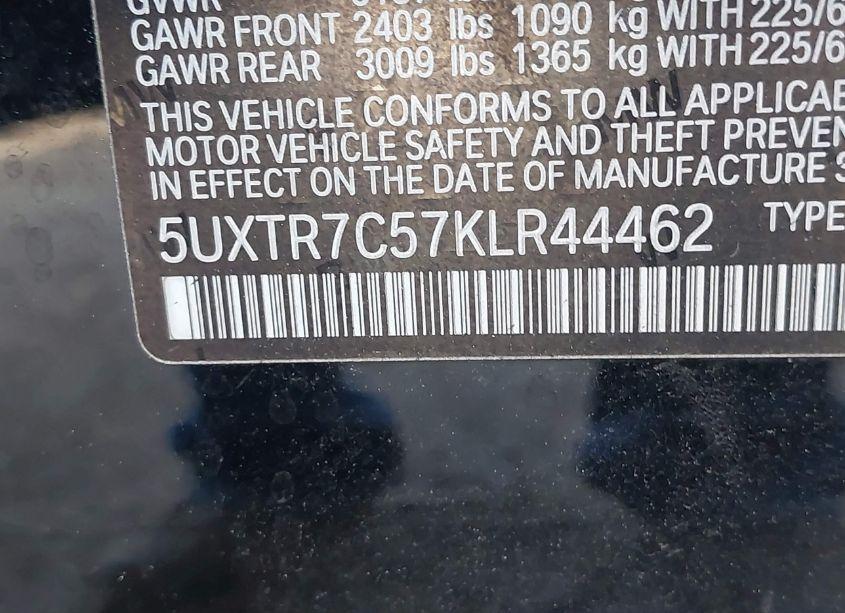 GVWR
GAWR FRONT 2403 lbs 1090 kg WITH 225/6
GAWR REAR 3009 lbs 1365 kg WITH 225/6
THIS VEHICLE CONFORMS TO ALL APPLICAB
MOTOR VEHICLE SAFETY AND THEFT PREVEN
IN EFFECT ON THE DATE OF MANUFACTURE S
5UXTR7C57KLR44462 TYPE